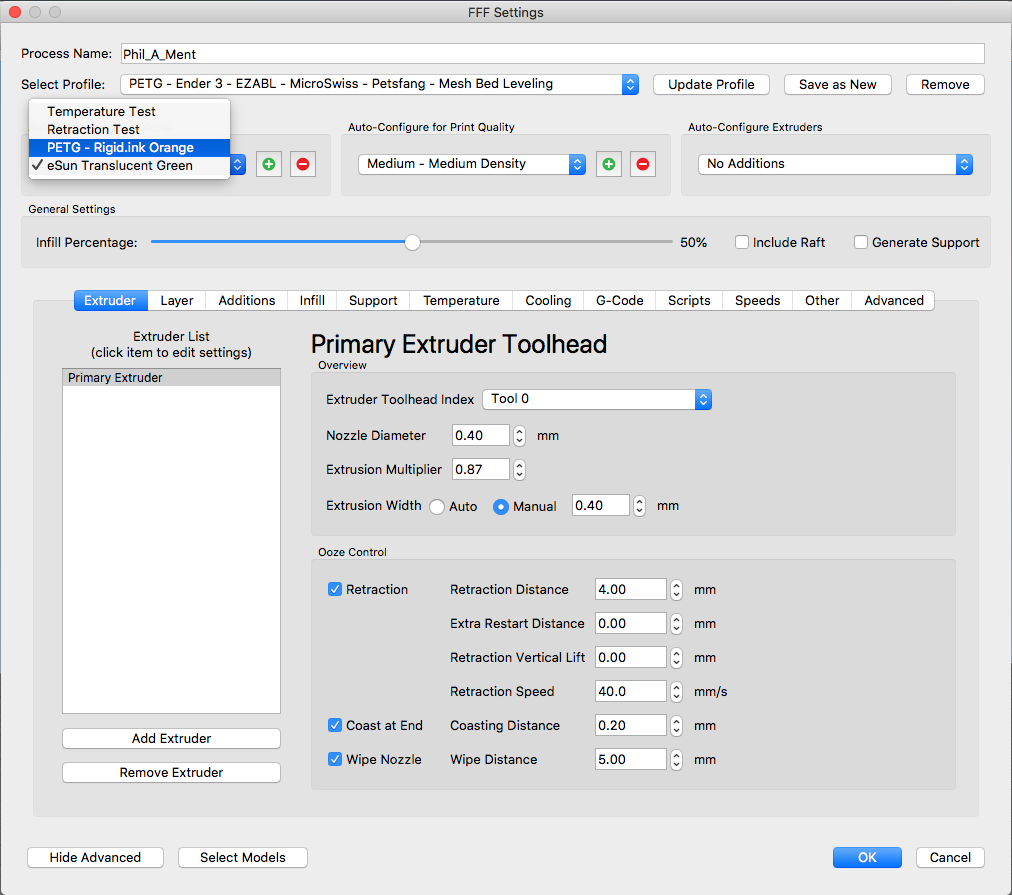 FFF Settings
Process Name: Phil_A_Ment
Select Profile: PETG - Ender 3 - EZABL - MicroSwiss - Petsfang - Mesh Bed Leveling Update Profile Save as New Remove
Temperature Test
Retraction Test
PETG - Rigid.ink Orange
eSun Translucent Green
Auto-Configure for Print Quality
Medium - Medium Density
Auto-Configure Extruders
No Additions
General Settings
Infill Percentage: 50% Include Raft Generate Support
Extruder Layer Additions Infill Support Temperature Cooling G-Code Scripts Speeds Other Advanced
Extruder List
(click item to edit settings)
Primary Extruder
Add Extruder
Remove Extruder
Primary Extruder Toolhead
Overview
Extruder Toolhead Index Tool 0
Nozzle Diameter 0.40 mm
Extrusion Multiplier 0.87
Extrusion Width Auto Manual 0.40 mm
Ooze Control
Retraction Retraction Distance 4.00 mm
Extra Restart Distance 0.00 mm
Retraction Vertical Lift 0.00 mm
Retraction Speed 40.0 mm/s
Coast at End Coasting Distance 0.20 mm
Wipe Nozzle Wipe Distance 5.00 mm
Hide Advanced Select Models OK Cancel